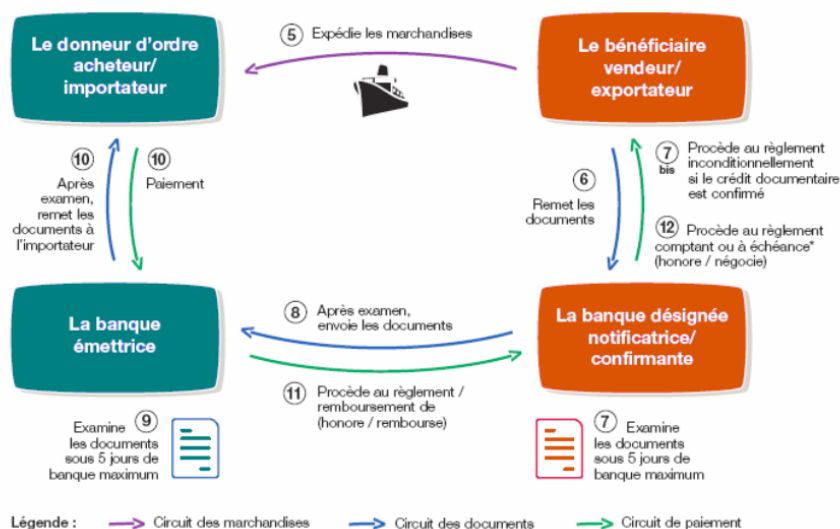 Le donneur d'ordre
acheteur/
importateur
5 Expédie les marchandises
Le bénéficiaire
vendeur/
exportateur
10
Après
examen,
remet les
documents à
l'importateur
10
Paiement
6
Remet les
documents
7
bis
Procède au règlement
inconditionnellement
si le crédit documentaire
est confirmé
12 Procède au règlement
comptant ou à échéance*
(honore / négocie)
La banque
émettrice
8 Après examen,
envoie les documents
11 Procède au règlement /
remboursement de
(honore / rembourse)
La banque désignée
notificatrice/
confirmante
Examine 9
les documents
sous 5 jours de
banque maximum
7 Examine
les documents
sous 5 jours de
banque maximum
Légende : Circuit des marchandises Circuit des documents Circuit de paiement